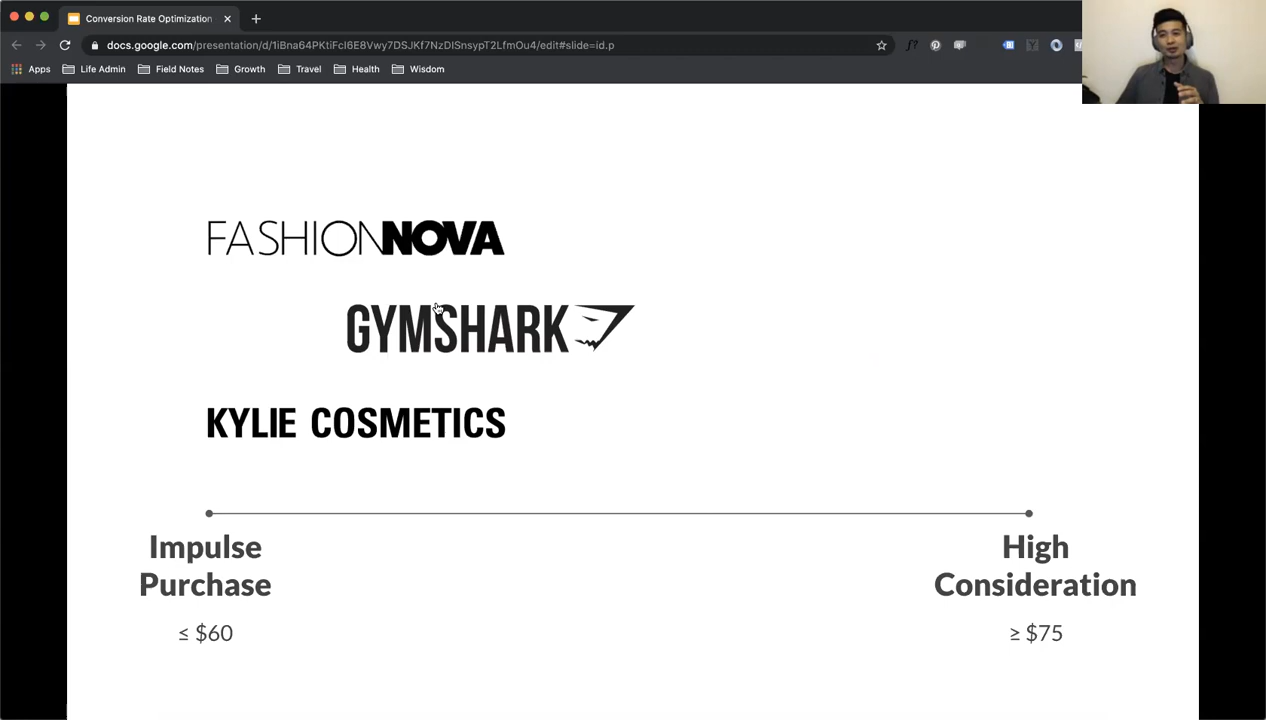 Conversion Rate Optimization
docs.google.com/presentation/d/1iBna64PKtiFcI6E8Vwy7DSJKf7NzDISnsypT2LfmOu4/edit#slide=id.p
Apps Life Admin Field Notes Growth Travel Health Wisdom
FASHIONNOVA
GYMSHARK
KYLIE COSMETICS
Impulse
Purchase
≤ $60
High
Consideration
≥ $75